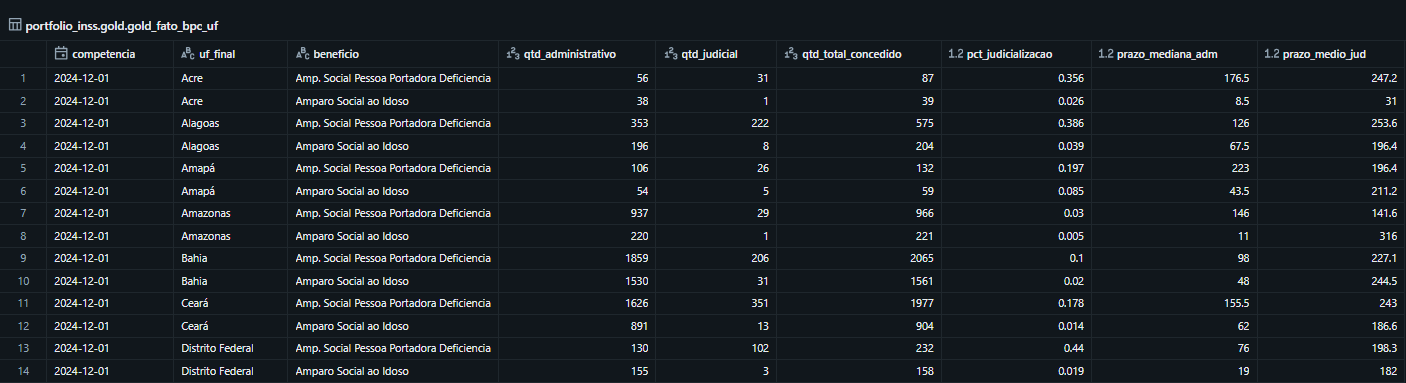 portfolio_inss.gold.gold_fato_bpc_uf
competencia uf_final beneficio qtd_administrativo qtd_judicial qtd_total_concedido pct_judicializacao prazo_mediana_adm prazo_medio_jud
1 2024-12-01 Acre Amp. Social Pessoa Portadora Deficiencia 56 31 87 0.356 176.5 247.2
2 2024-12-01 Acre Amparo Social ao Idoso 38 1 39 0.026 8.5 31
3 2024-12-01 Alagoas Amp. Social Pessoa Portadora Deficiencia 353 222 575 0.386 126 253.6
4 2024-12-01 Alagoas Amparo Social ao Idoso 196 8 204 0.039 67.5 196.4
5 2024-12-01 Amapá Amp. Social Pessoa Portadora Deficiencia 106 26 132 0.197 223 196.4
6 2024-12-01 Amapá Amparo Social ao Idoso 54 5 59 0.085 43.5 211.2
7 2024-12-01 Amazonas Amp. Social Pessoa Portadora Deficiencia 937 29 966 0.03 146 141.6
8 2024-12-01 Amazonas Amparo Social ao Idoso 220 1 221 0.005 11 316
9 2024-12-01 Bahia Amp. Social Pessoa Portadora Deficiencia 1859 206 2065 0.1 98 227.1
10 2024-12-01 Bahia Amparo Social ao Idoso 1530 31 1561 0.02 48 244.5
11 2024-12-01 Ceará Amp. Social Pessoa Portadora Deficiencia 1626 351 1977 0.178 155.5 243
12 2024-12-01 Ceará Amparo Social ao Idoso 891 13 904 0.014 62 186.6
13 2024-12-01 Distrito Federal Amp. Social Pessoa Portadora Deficiencia 130 102 232 0.44 76 198.3
14 2024-12-01 Distrito Federal Amparo Social ao Idoso 155 3 158 0.019 19 182